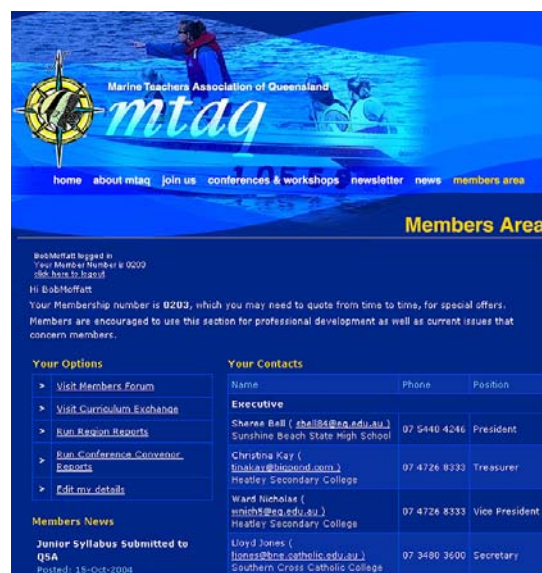 Marine Teachers Association of Queensland
mtaq
home about mtaq join us conferences & workshops newsletter news members area
Members Area
BobMoffatt logged in
Your Member Number is 0203
click here to logout
Hi BobMoffatt
Your Membership number is 0203, which you may need to quote from time to time, for special offers.
Members are encouraged to use this section for professional development as well as current issues that
concern members.
Your Options
> Visit Members Forum
> Visit Curriculum Exchange
> Run Region Reports
> Run Conference Convenor
Reports
> Edit my details
Members News
Junior Syllabus Submitted to
QSA
Posted: 15-Oct-2004
Your Contacts
Name Phone Position
Executive
Sheree Bell ( sbell84@eq.edu.au )
Sunshine Beach State High School
07 5440 4246 President
Christina Kay (
tinakay@bigpond.com )
Heatley Secondary College
07 4726 8333 Treasurer
Ward Nicholas (
wnich5@eq.edu.au )
Heatley Secondary College
07 4726 8333 Vice President
Lloyd Jones (
ljones@bne.catholic.edu.au )
Southern Cross Catholic College
07 3480 3600 Secretary